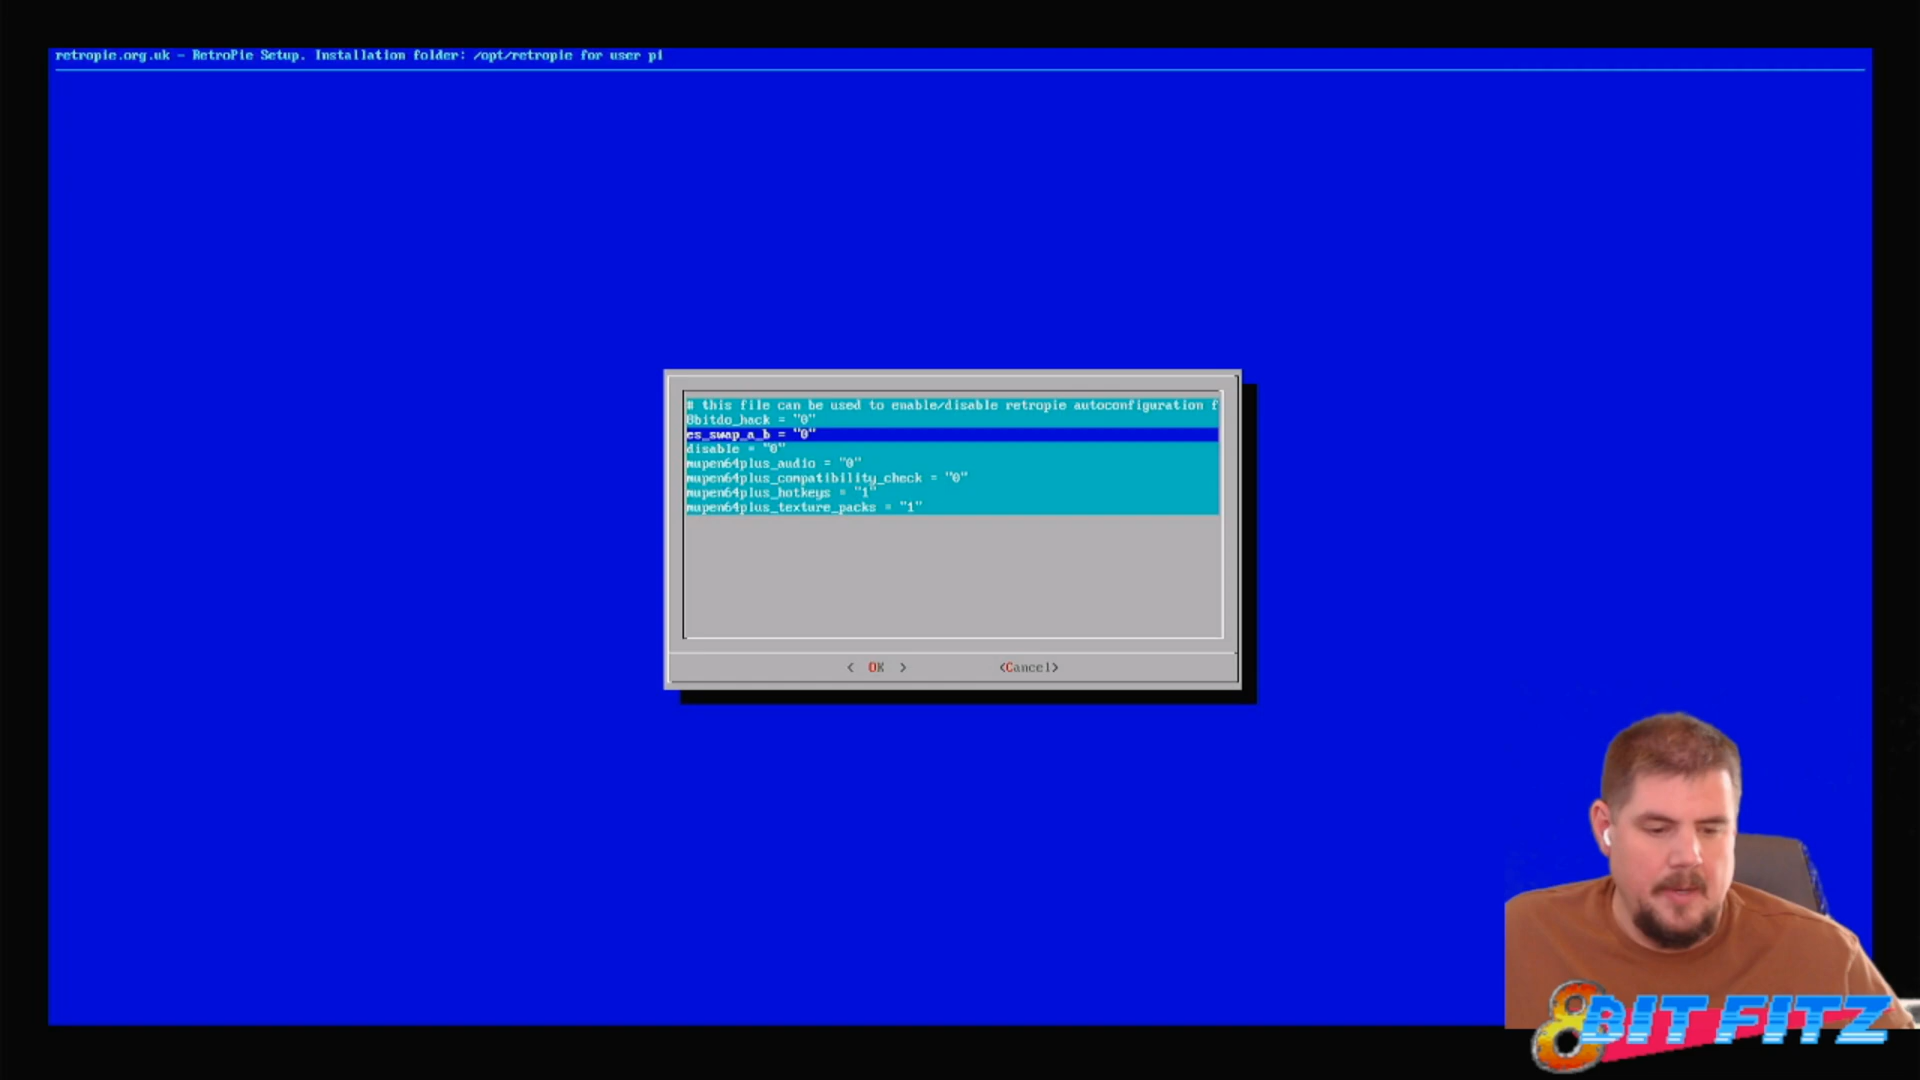 retropie.org.uk - RetroPie Setup. Installation folder: /opt/retropie for user pi
# this file can be used to enable/disable retropie autoconfiguration f
8bitdo_hack = "0"
es_swap_a_b = "0"
disable = "0"
mupen64plus_audio = "0"
mupen64plus_compatibility_check = "0"
mupen64plus_hotkeys = "1"
mupen64plus_texture_packs = "1"
< OK > <Cancel>
8BIT FITZ